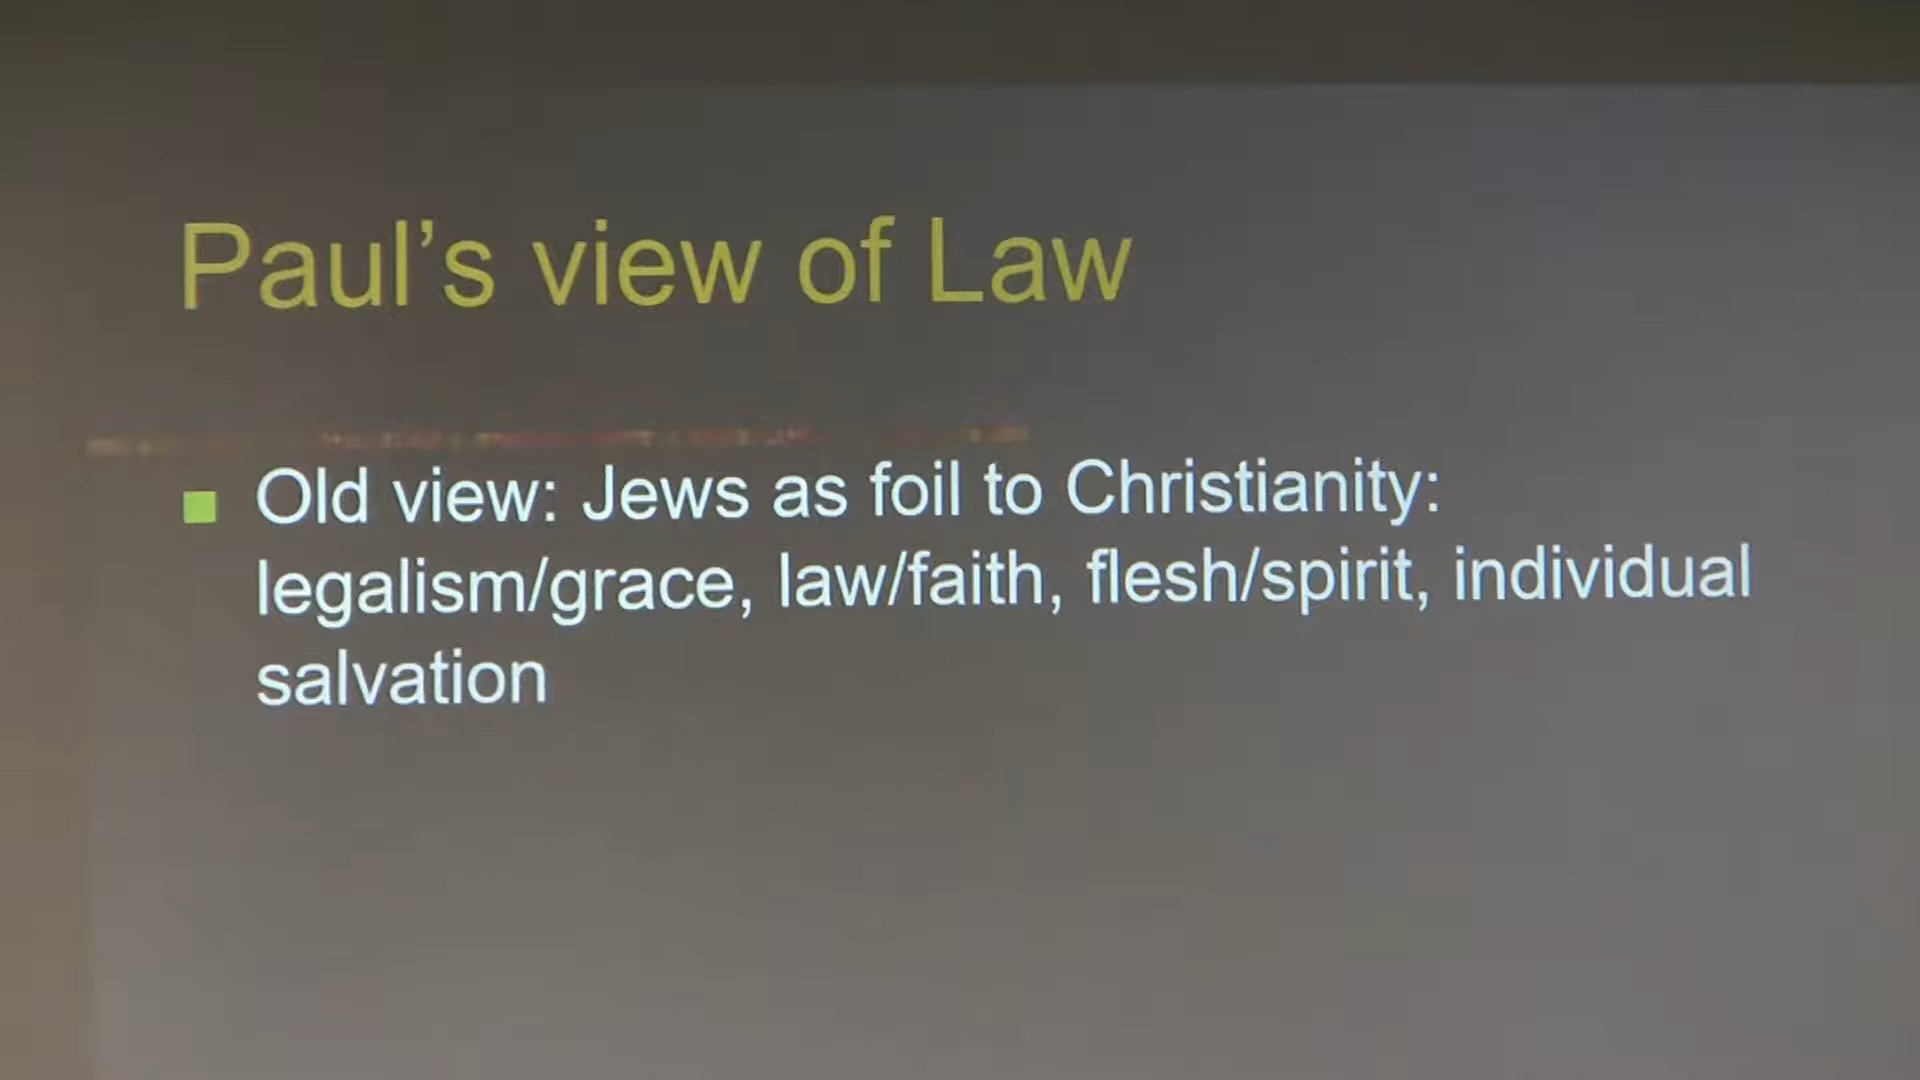 Paul’s view of Law
Old view: Jews as foil to Christianity:
legalism/grace, law/faith, flesh/spirit, individual
salvation